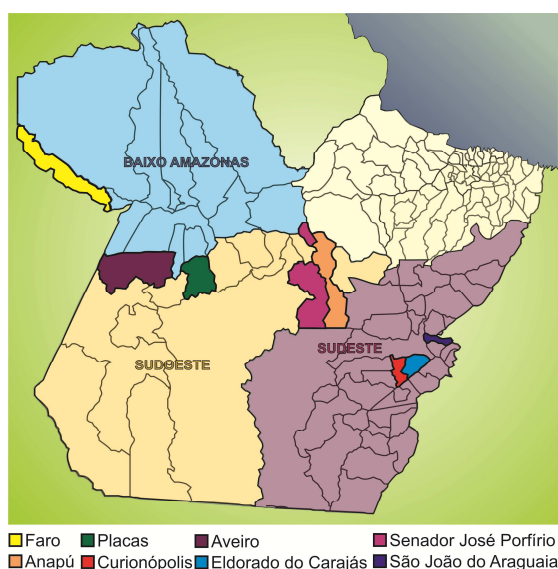 BAIXO AMAZONAS
SUDOESTE
SUDESTE
Faro
Placas
Aveiro
Senador José Porfírio
Anapú
Curionópolis
Eldorado do Carajás
São João do Araguaia